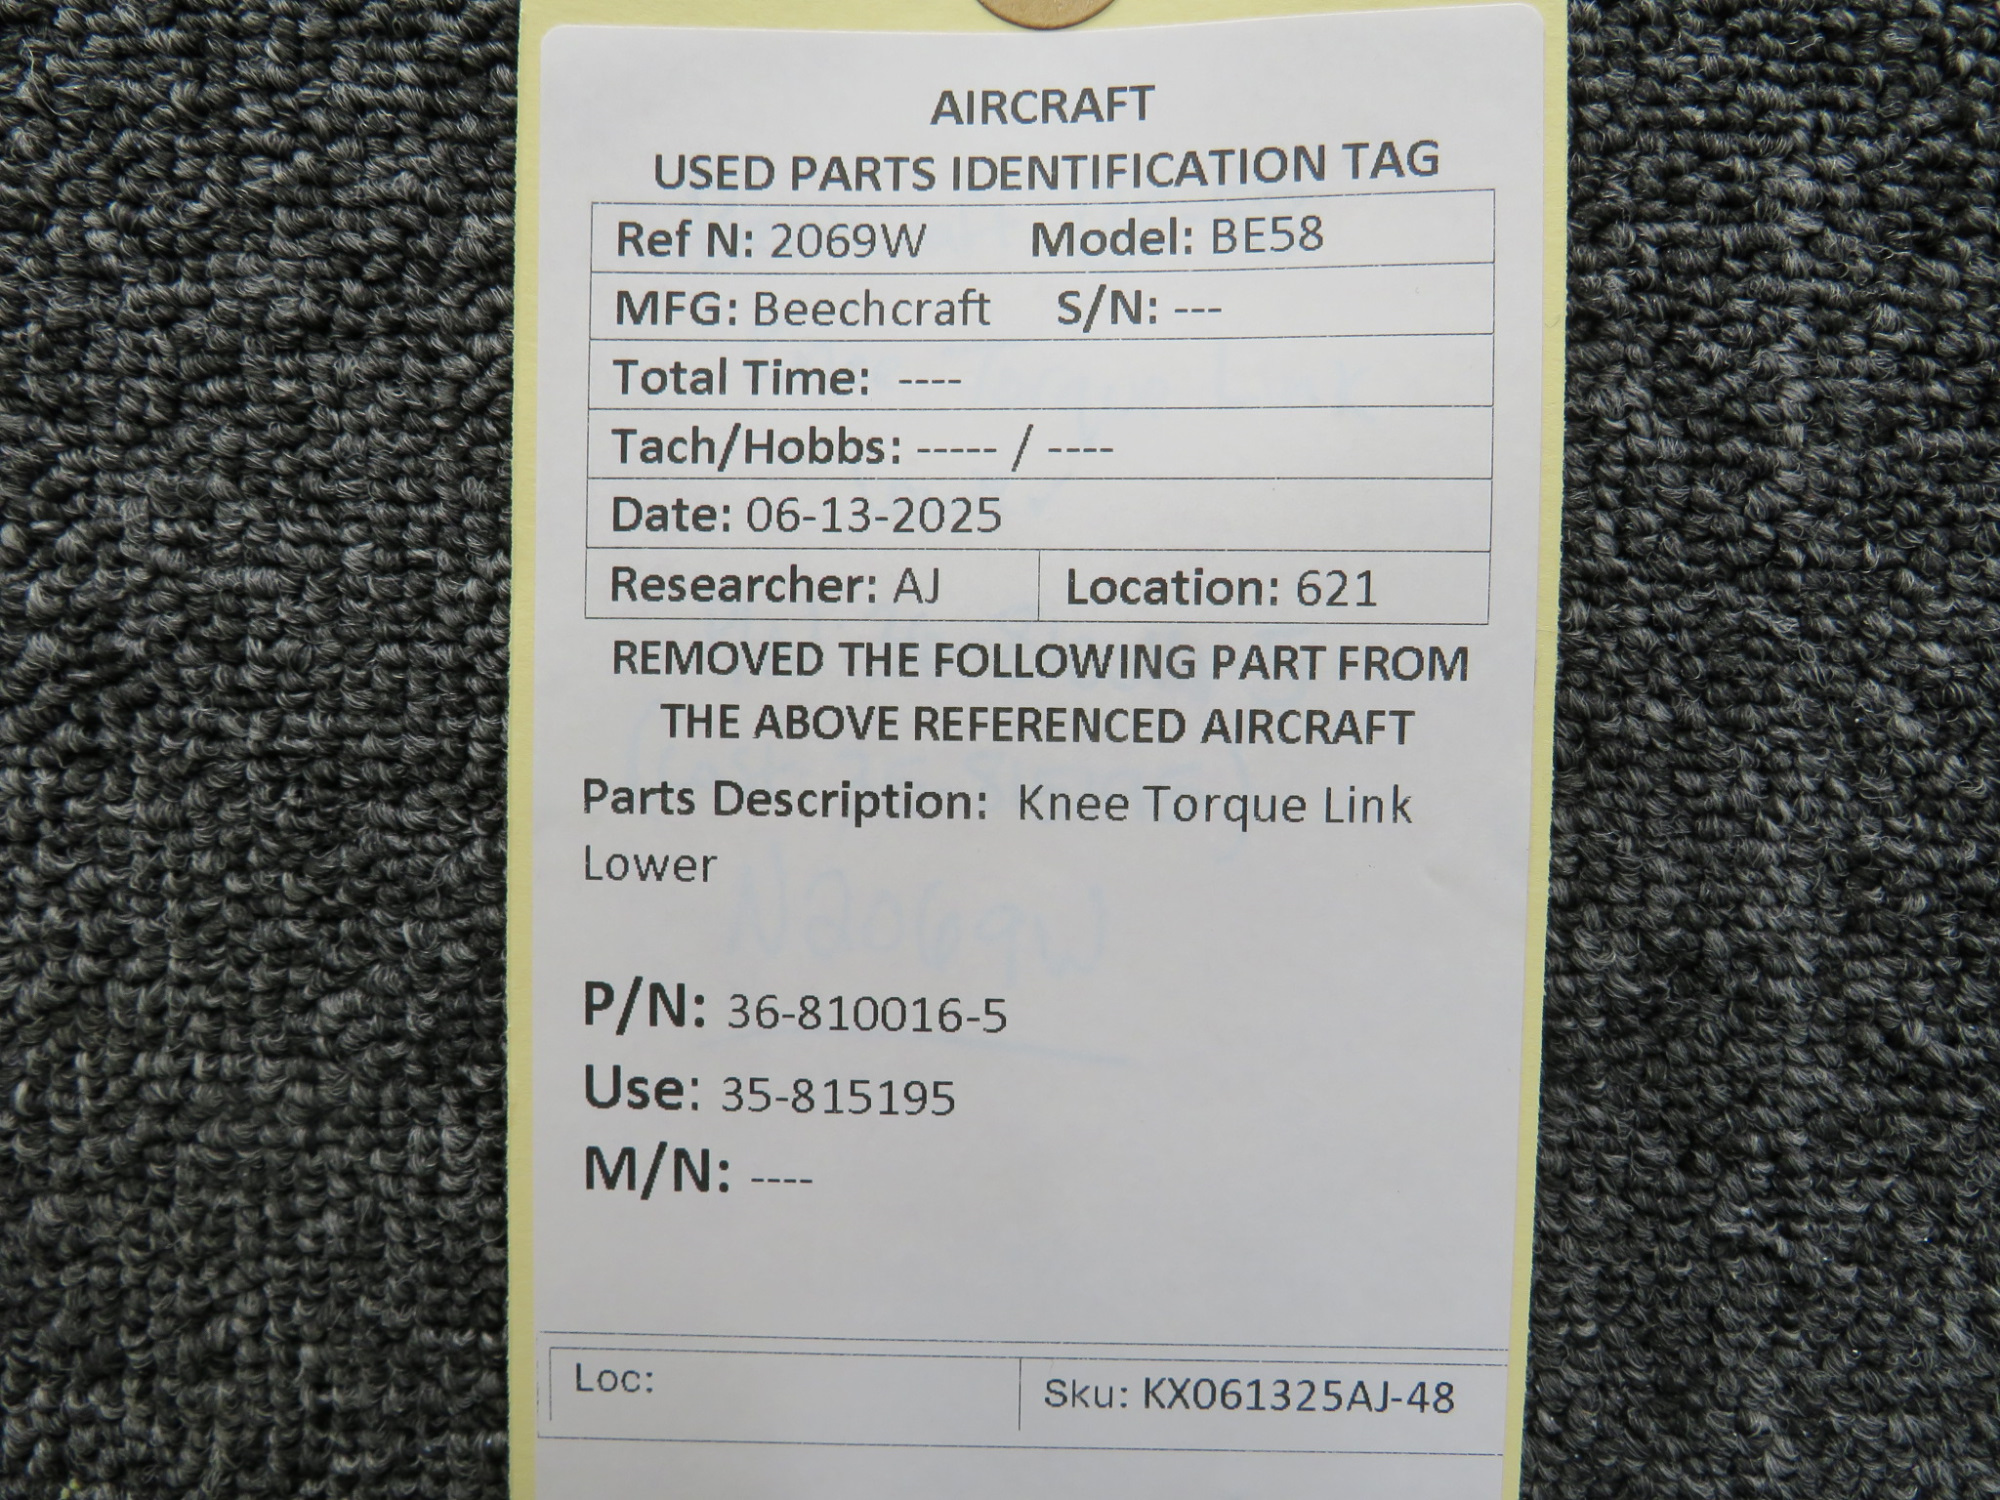 AIRCRAFT
USED PARTS IDENTIFICATION TAG
Ref N: 2069W Model: BE58
MFG: Beechcraft S/N: ---
Total Time: ----
Tach/Hobbs: ----- / ----
Date: 06-13-2025
Researcher: AJ Location: 621
REMOVED THE FOLLOWING PART FROM
THE ABOVE REFERENCED AIRCRAFT
Parts Description: Knee Torque Link
Lower
N2069W
P/N: 36-810016-5
Use: 35-815195
M/N: ----
Loc: Sku: KX061325AJ-48